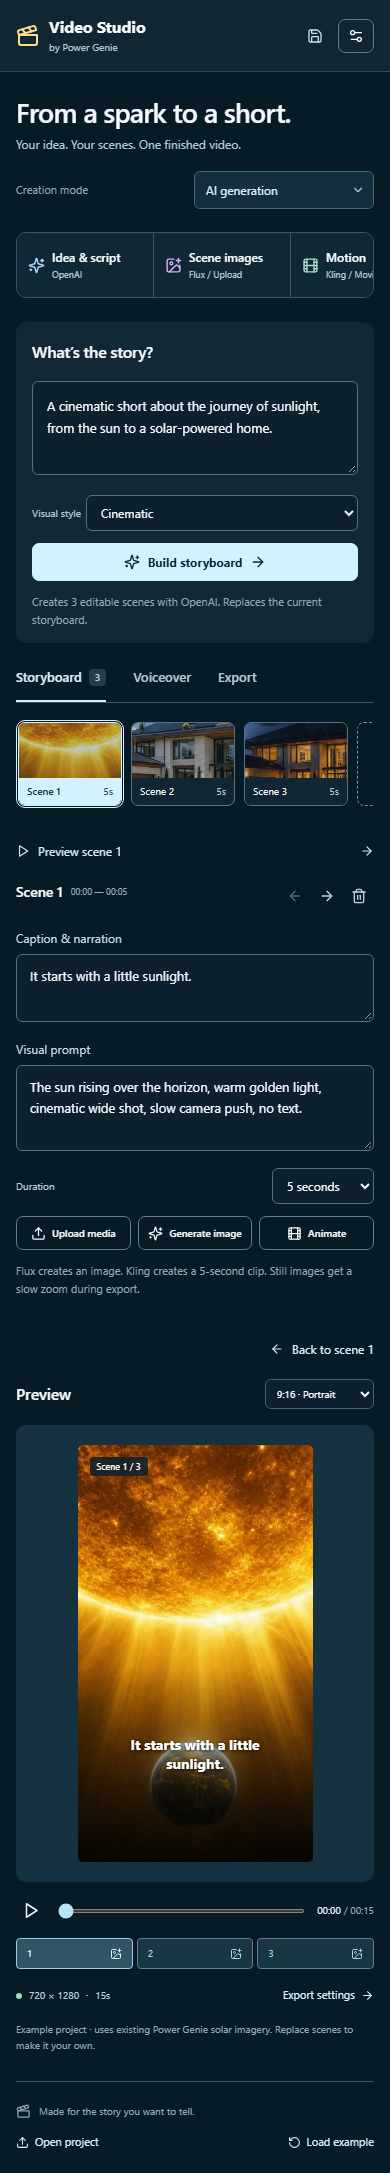 Video Studio
by Power Genie
From a spark to a short.
Your idea. Your scenes. One finished video.
Creation mode
AI generation
Idea & script
OpenAI
Scene images
Flux / Upload
Motion
Kling / Movi
What's the story?
A cinematic short about the journey of sunlight,
from the sun to a solar-powered home.
Visual style
Cinematic
Build storyboard
Creates 3 editable scenes with OpenAI. Replaces the current
storyboard.
Storyboard 3
Voiceover
Export
Scene 1 5s
Scene 2 5s
Scene 3 5s
Preview scene 1
Scene 1 00:00 — 00:05
Caption & narration
It starts with a little sunlight.
Visual prompt
The sun rising over the horizon, warm golden light,
cinematic wide shot, slow camera push, no text.
Duration
5 seconds
Upload media
Generate image
Animate
Flux creates an image. Kling creates a 5-second clip. Still images get a
slow zoom during export.
Back to scene 1
Preview
9:16 · Portrait
Scene 1 / 3
It starts with a little
sunlight.
00:00 / 00:15
1
2
3
720 × 1280 · 15s
Export settings
Example project · uses existing Power Genie solar imagery. Replace scenes to
make it your own.
Made for the story you want to tell.
Open project
Load example